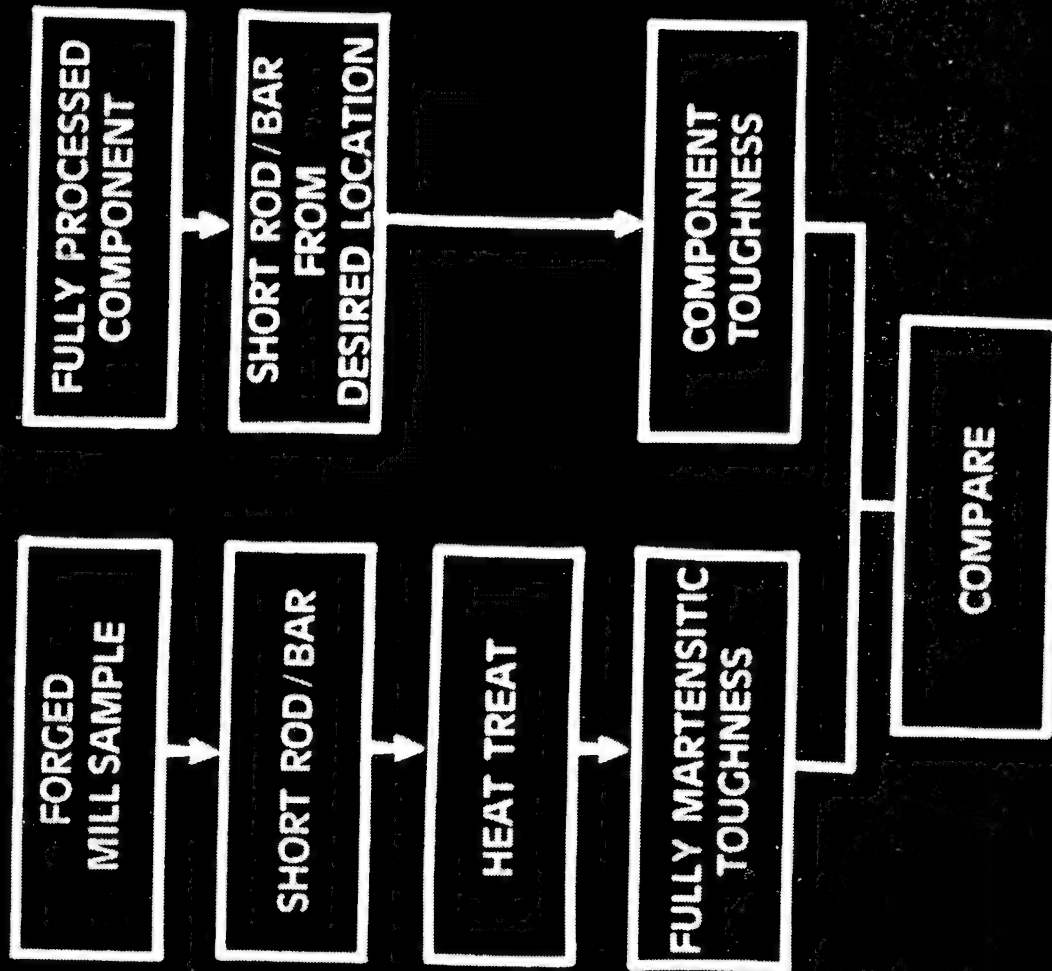 FORGED
MILL SAMPLE
SHORT ROD/BAR
HEAT TREAT
FULLY MARTENSITIC
TOUGHNESS
FULLY PROCESSED
COMPONENT
SHORT ROD/BAR
FROM
DESIRED LOCATION
COMPONENT
TOUGHNESS
COMPARE